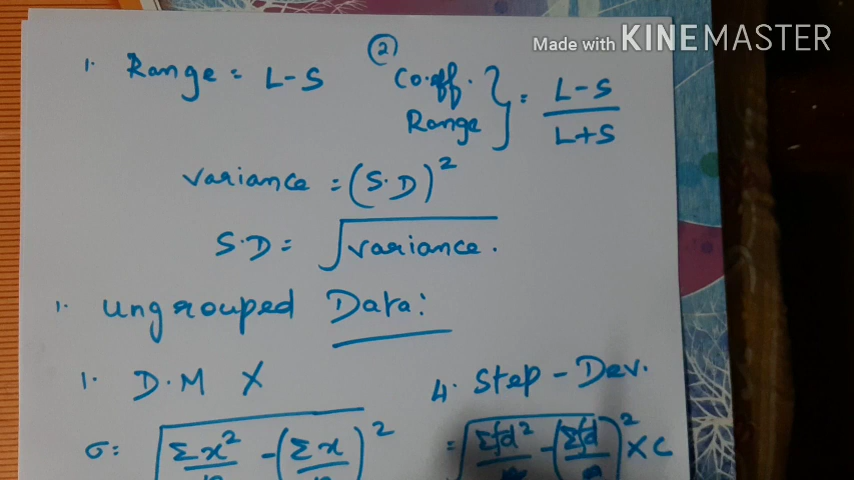 Made with KINEMASTER
1. Range = L-S
② Co.eff. Range } = L-S / L+S
variance = (S.D)²
S.D = √variance.
1. ungrouped Data:
1. D.M X
4. Step - Dev.
σ = √Σx²/n - (Σx/n)²
= √Σfd²/n - (Σfd/n)² X C